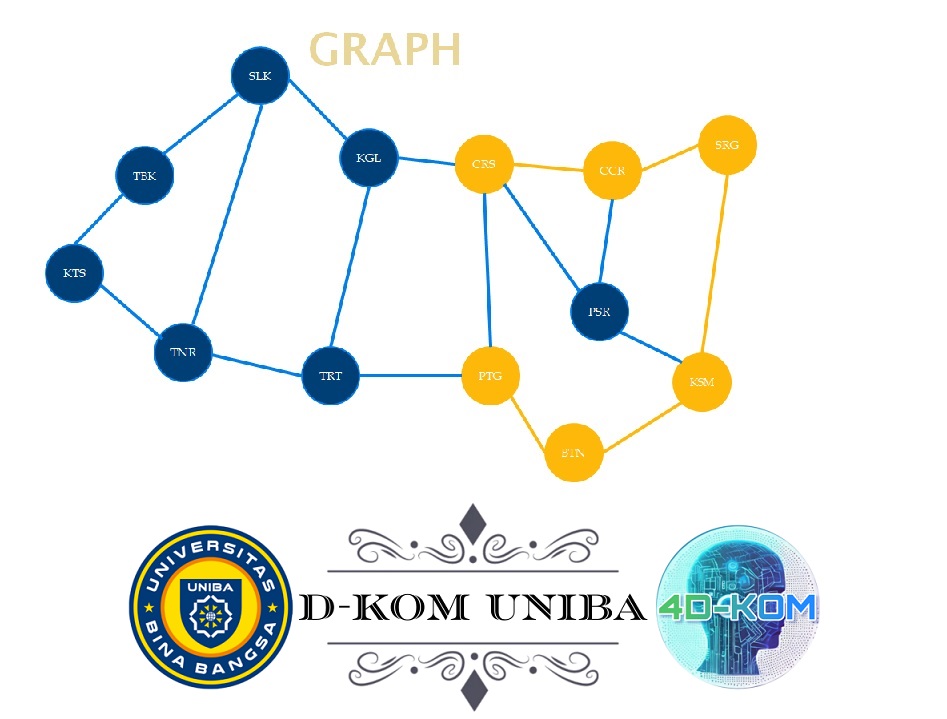 GRAPH
SLK
KGL
CRS
CCR
SRG
TBK
KTS
PSR
TNR
TRT
PTG
KSM
BTN
UNIVERSITAS
UNIBA
BINA BANGSA
D-KOM UNIBA
4D-KOM